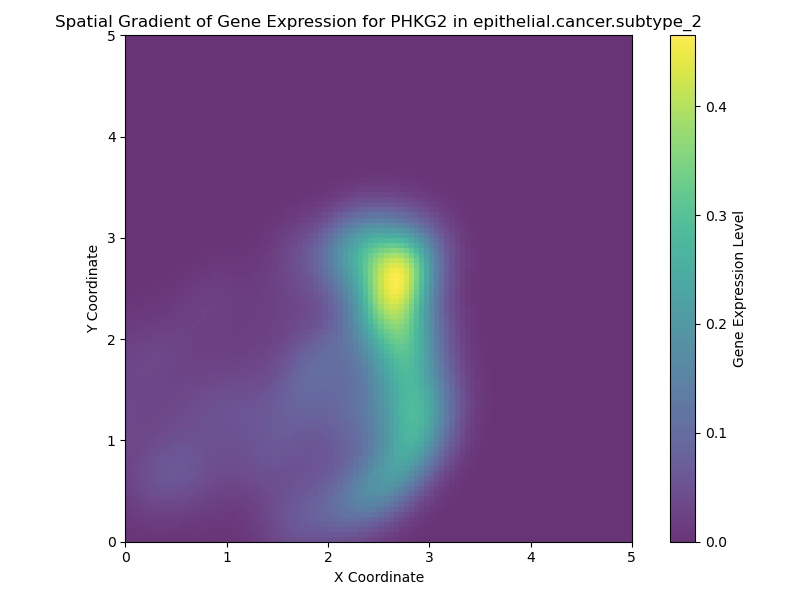 Spatial Gradient of Gene Expression for PHKG2 in epithelial.cancer.subtype_2
5
4
3
2
1
0
Y Coordinate
0 1 2 3 4 5
X Coordinate
0.4
0.3
0.2
0.1
0.0
Gene Expression Level